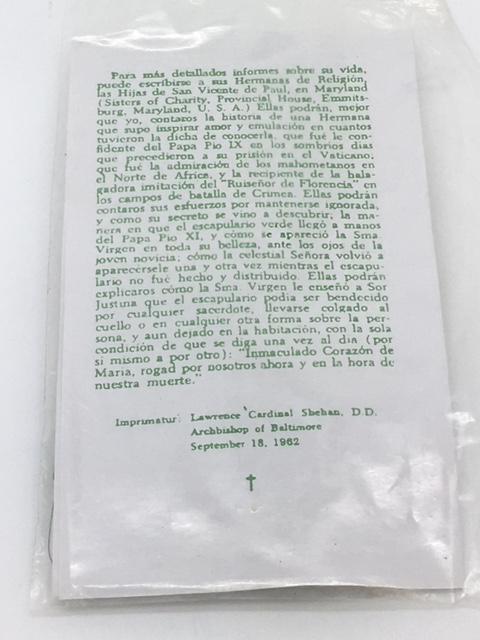 Para más detallados informes sobre su vida,
puede escribirse a sus Hermanas de Religión,
las Hijas de San Vicente de Paul, en Maryland
(Sisters of Charity, Provincial House, Emmits-
burg, Maryland, U. S. A.) Ellas podrán, mejor
que yo, contaros la historia de una Hermana
que supo inspirar amor y emulación en cuantos
tuvieron la dicha de conocerla, que fué le con-
fidente del Papa Pio IX en los sombrios dias
que precedieron a su prisión en el Vaticano;
que fué la admiración de los mahometanos en
el Norte de Africa, y la recipiente de la hala-
gadora imitación del "Ruiseñor de Florencia" en
los campos de batalla de Crimea. Ellas podrán
contaros sus esfuerzos por mantenerse ignorada,
y como su secreto se vino a descubrir; la ma-
nera en que el escapulario verde llegó a manos
del Papa Pio XI, y cómo se apareció la Sma.
Virgen en toda su belleza, ante los ojos de la
joven novicia; cómo la celestial Señora volvió a
aparecérsele una y otra vez mientras el escapu-
lario no fué hecho y distribuido. Ellas podrán
explicaros cómo la Sma. Virgen le enseñó a Sor
Justina que el escapulario podia ser bendecido
por cualquier sacerdote, llevarse colgado al
cuello o en cualquier otra forma sobre la per-
sona, y aun dejado en la habitación, con la sola
condición de que se diga una vez al dia (por
si mismo a por otro): "Inmaculado Corazón de
Maria, rogad por nosotros ahora y en la hora de
nuestra muerte."
Imprimatur: Lawrence Cardinal Shehan, D.D.
Archbishop of Baltimore
September 18, 1962